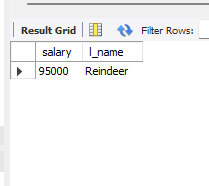 Result Grid Filter Rows:
salary l_name
95000 Reindeer